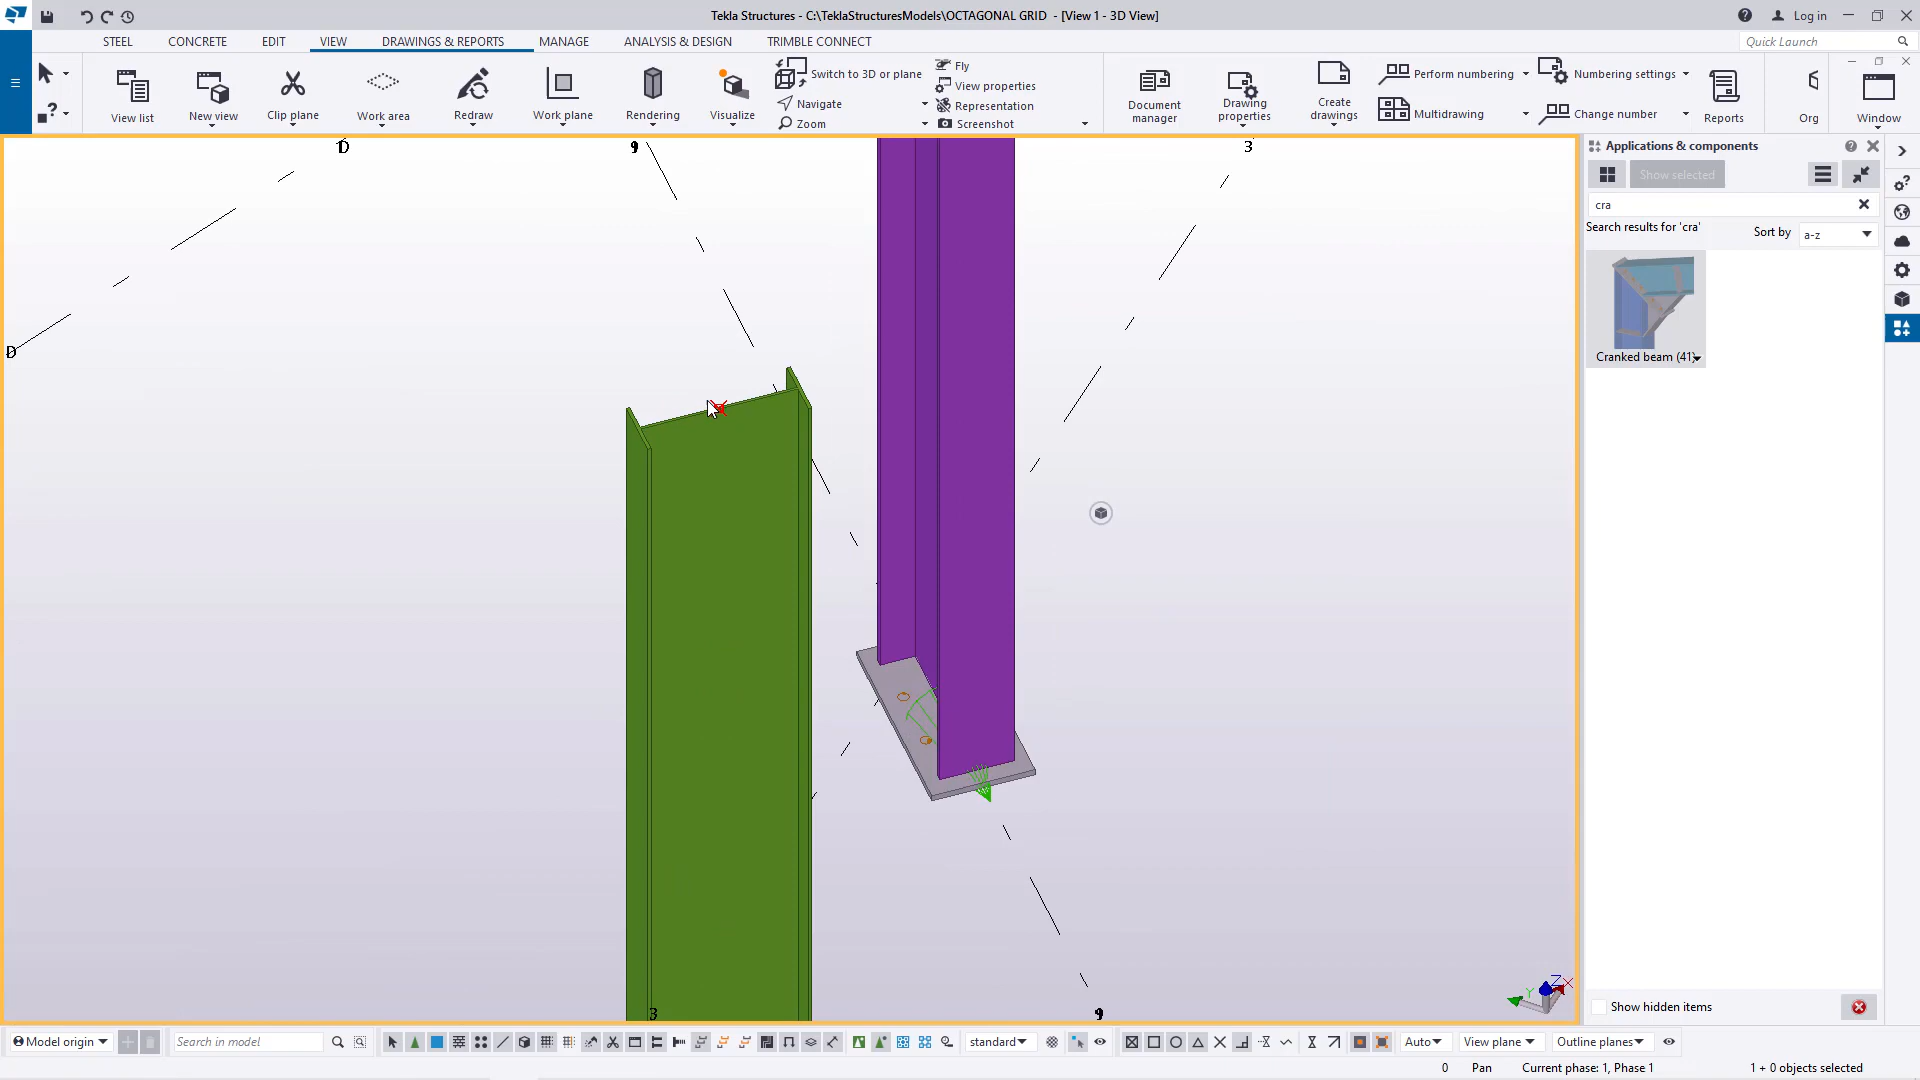 Tekla Structures - C:\TeklaStructuresModels\OCTAGONAL GRID - [View 1 - 3D View]
Log in
STEEL CONCRETE EDIT VIEW DRAWINGS & REPORTS MANAGE ANALYSIS & DESIGN TRIMBLE CONNECT
Quick Launch
View list
New view
Clip plane
Work area
Redraw
Work plane
Rendering
Visualize
Switch to 3D or plane
Navigate
Zoom
Fly
View properties
Representation
Screenshot
Document manager
Drawing properties
Create drawings
Perform numbering
Multidrawing
Numbering settings
Change number
Reports
Org
Window
9
3
D
3
9
Applications & components
Show selected
cra
Search results for 'cra'
Sort by
a-z
Cranked beam (41)
Show hidden items
Z
X
Y
Model origin
Search in model
standard
Auto
View plane
Outline planes
0
Pan
Current phase: 1, Phase 1
1 + 0 objects selected